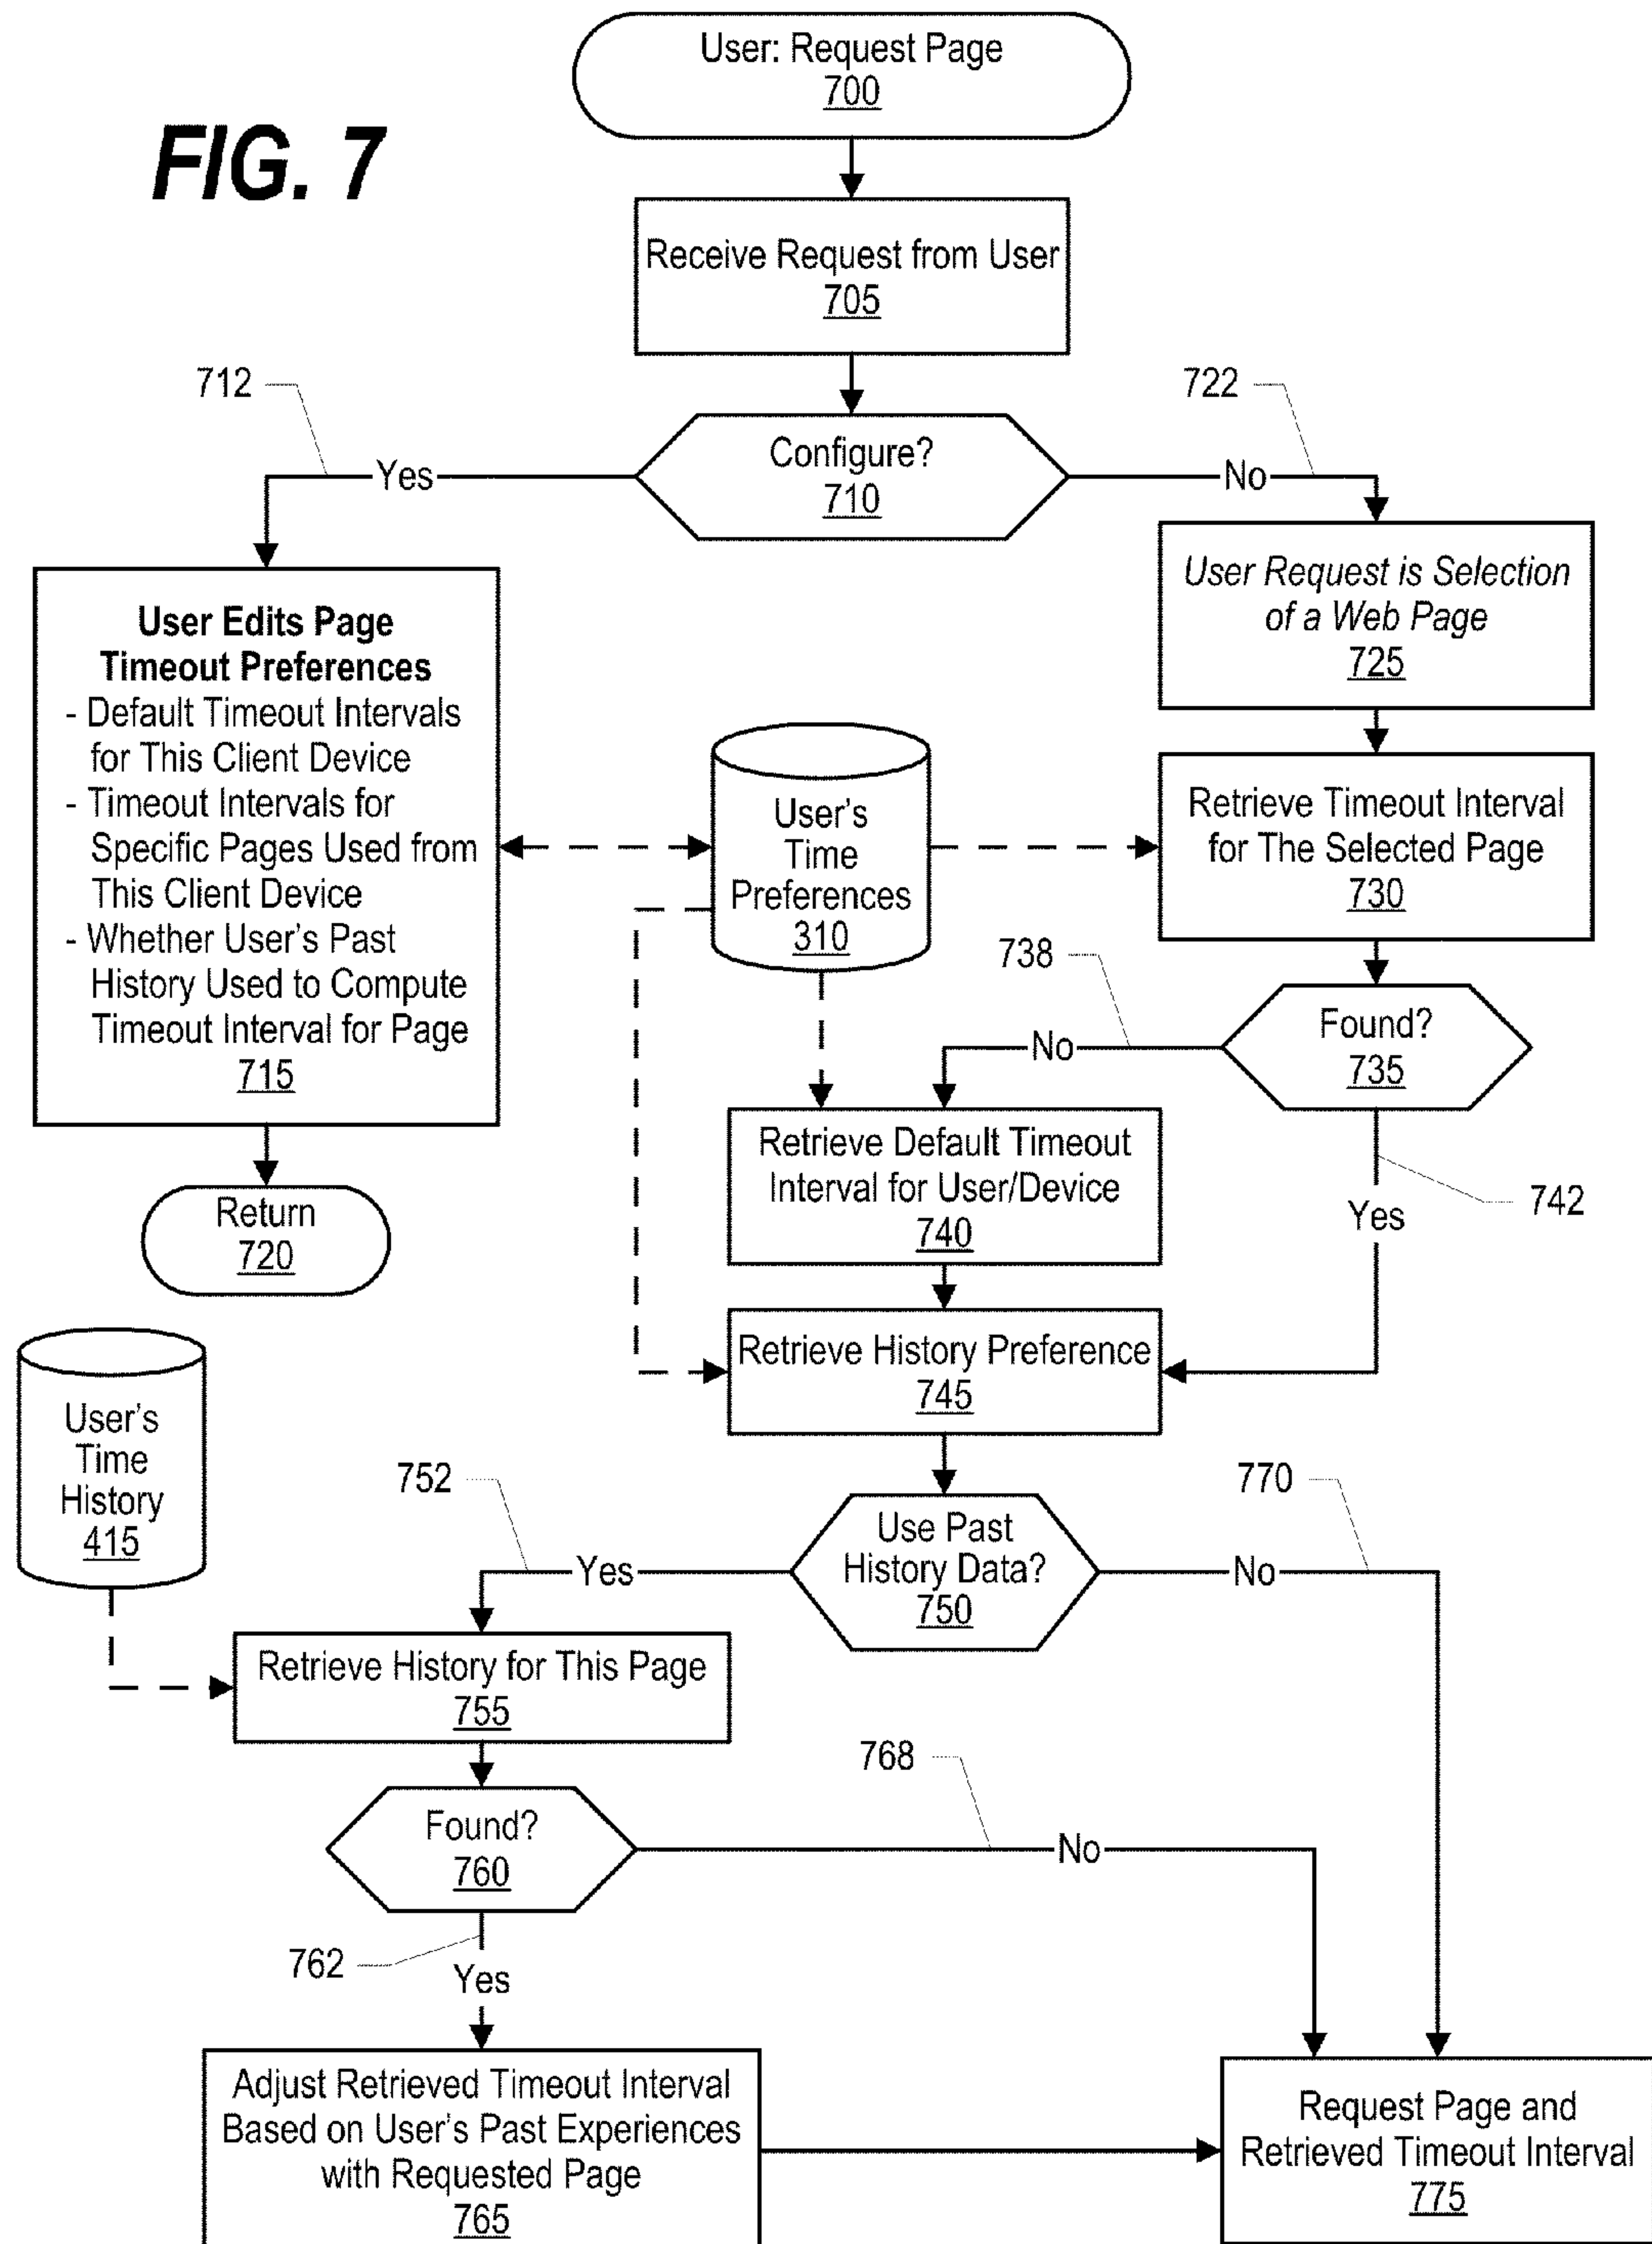 User: Request Page
700
FIG. 7
Receive Request from User
705
712
722
Configure?
710
Yes
No
User Edits Page
Timeout Preferences
- Default Timeout Intervals
for This Client Device
- Timeout Intervals for
Specific Pages Used from
This Client Device
- Whether User's Past
History Used to Compute
Timeout Interval for Page
715
Return
720
User Request is Selection
of a Web Page
725
User's
Time
Preferences
310
Retrieve Timeout Interval
for The Selected Page
730
738
No
Found?
735
742
Yes
Retrieve Default Timeout
Interval for User/Device
740
Retrieve History Preference
745
User's
Time
History
415
752
770
Yes
Use Past
History Data?
750
No
Retrieve History for This Page
755
768
Found?
760
No
762
Yes
Adjust Retrieved Timeout Interval
Based on User's Past Experiences
with Requested Page
765
Request Page and
Retrieved Timeout Interval
775